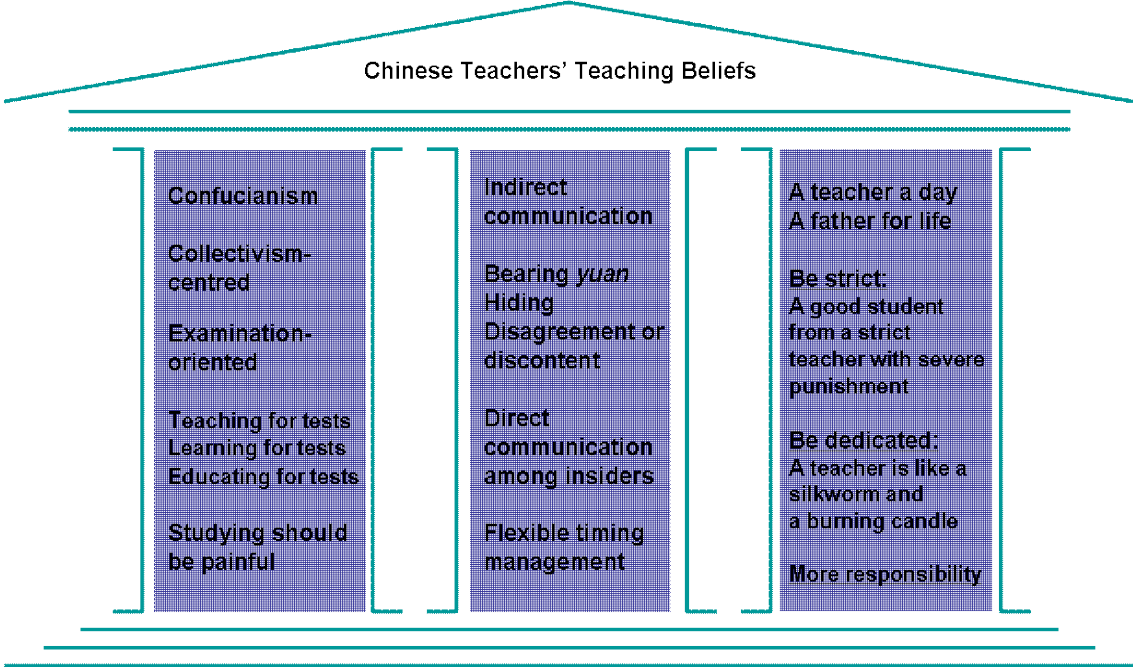 Chinese Teachers’ Teaching Beliefs
Confucianism
Collectivism-
centred
Examination-
oriented
Teaching for tests
Learning for tests
Educating for tests
Studying should
be painful
Indirect
communication
Bearing yuan
Hiding
Disagreement or
discontent
Direct
communication
among insiders
Flexible timing
management
A teacher a day
A father for life
Be strict:
A good student
from a strict
teacher with severe
punishment
Be dedicated:
A teacher is like a
silkworm and
a burning candle
More responsibility